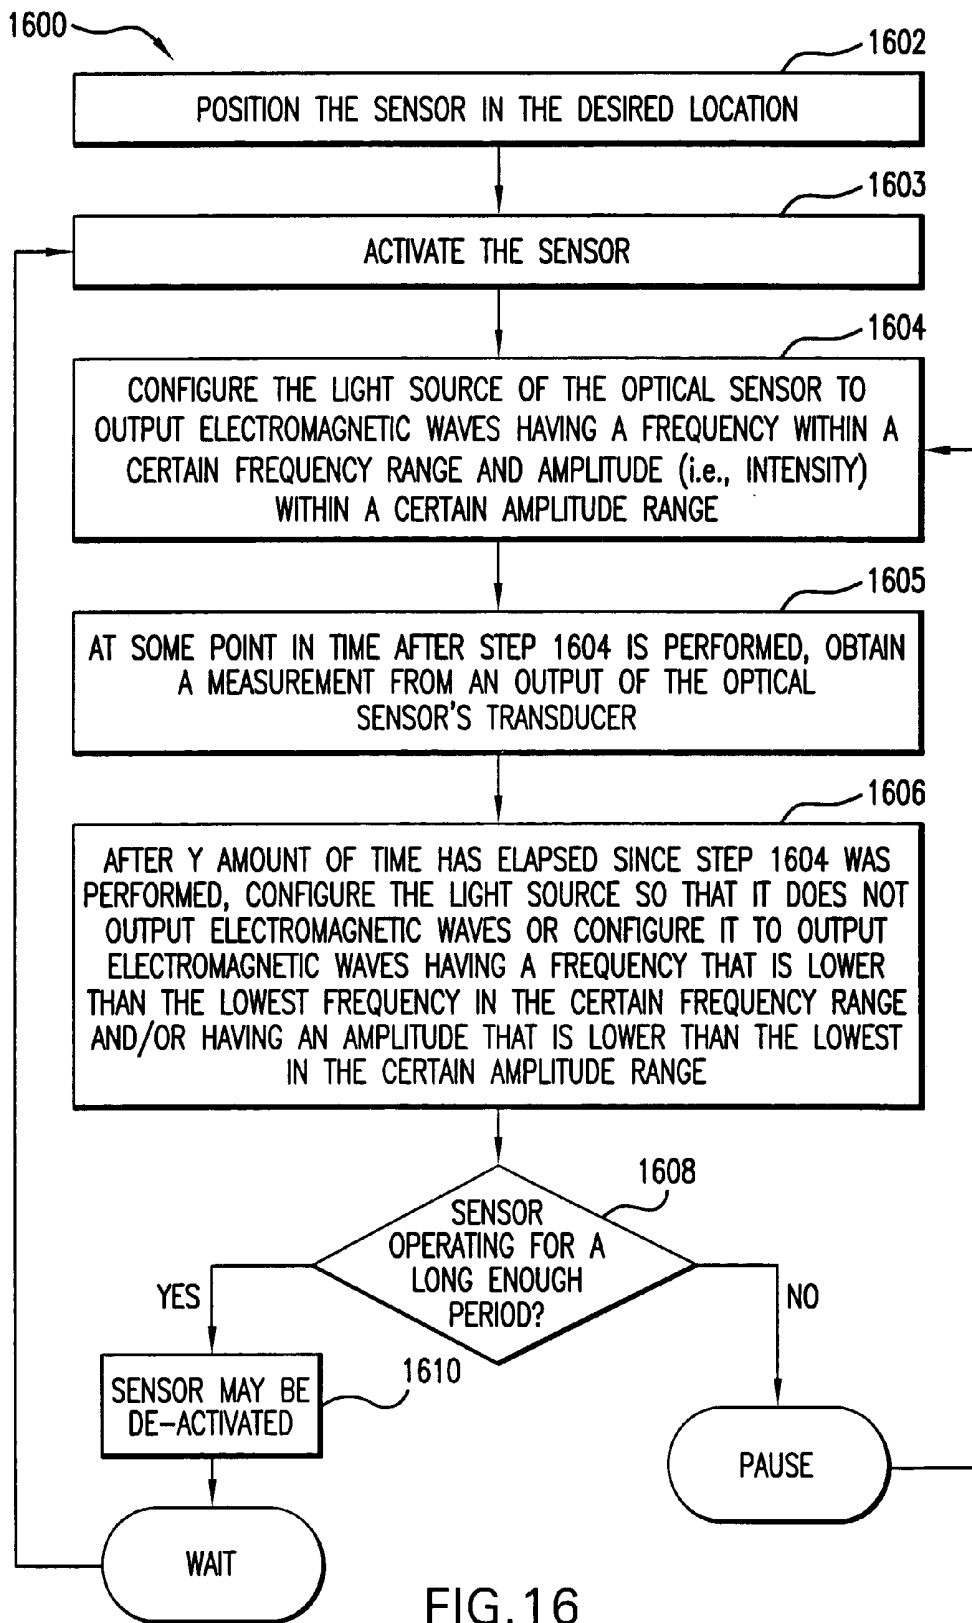 1600
1602
POSITION THE SENSOR IN THE DESIRED LOCATION
1603
ACTIVATE THE SENSOR
1604
CONFIGURE THE LIGHT SOURCE OF THE OPTICAL SENSOR TO
OUTPUT ELECTROMAGNETIC WAVES HAVING A FREQUENCY WITHIN A
CERTAIN FREQUENCY RANGE AND AMPLITUDE (i.e., INTENSITY)
WITHIN A CERTAIN AMPLITUDE RANGE
1605
AT SOME POINT IN TIME AFTER STEP 1604 IS PERFORMED, OBTAIN
A MEASUREMENT FROM AN OUTPUT OF THE OPTICAL
SENSOR'S TRANSDUCER
1606
AFTER Y AMOUNT OF TIME HAS ELAPSED SINCE STEP 1604 WAS
PERFORMED, CONFIGURE THE LIGHT SOURCE SO THAT IT DOES NOT
OUTPUT ELECTROMAGNETIC WAVES OR CONFIGURE IT TO OUTPUT
ELECTROMAGNETIC WAVES HAVING A FREQUENCY THAT IS LOWER
THAN THE LOWEST FREQUENCY IN THE CERTAIN FREQUENCY RANGE
AND/OR HAVING AN AMPLITUDE THAT IS LOWER THAN THE LOWEST
IN THE CERTAIN AMPLITUDE RANGE
1608
SENSOR
OPERATING FOR A
LONG ENOUGH
PERIOD?
YES
NO
1610
SENSOR MAY BE
DE-ACTIVATED
PAUSE
WAIT
FIG.16